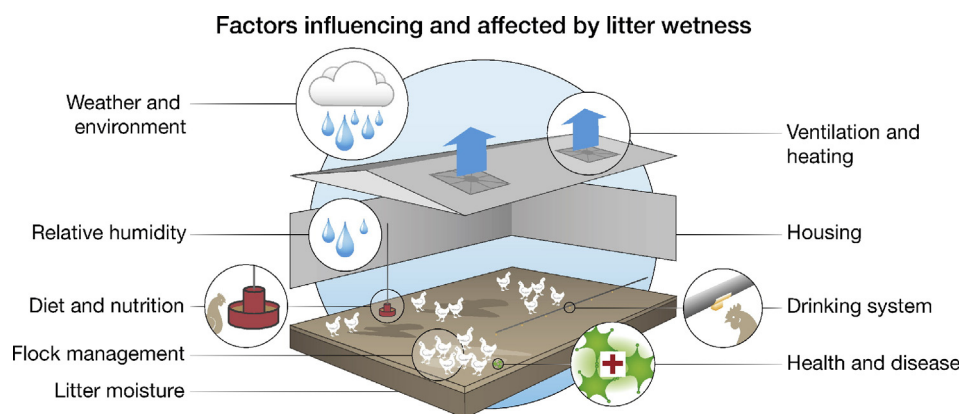 Factors influencing and affected by litter wetness
Weather and
environment
Ventilation and
heating
Relative humidity
Housing
Diet and nutrition
Drinking system
Flock management
Health and disease
Litter moisture